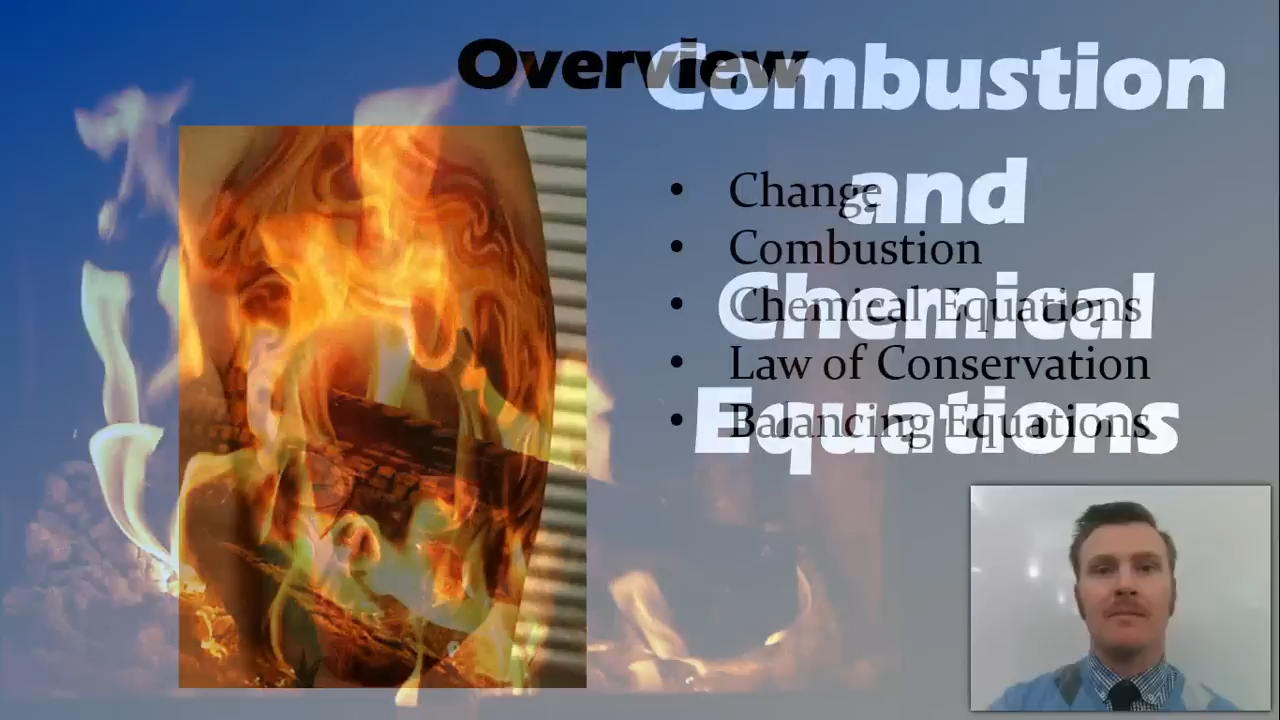 Overview
Combustion
and
Chemical
Equations
• Change
• Combustion
• Chemical Equations
• Law of Conservation
• Balancing Equations